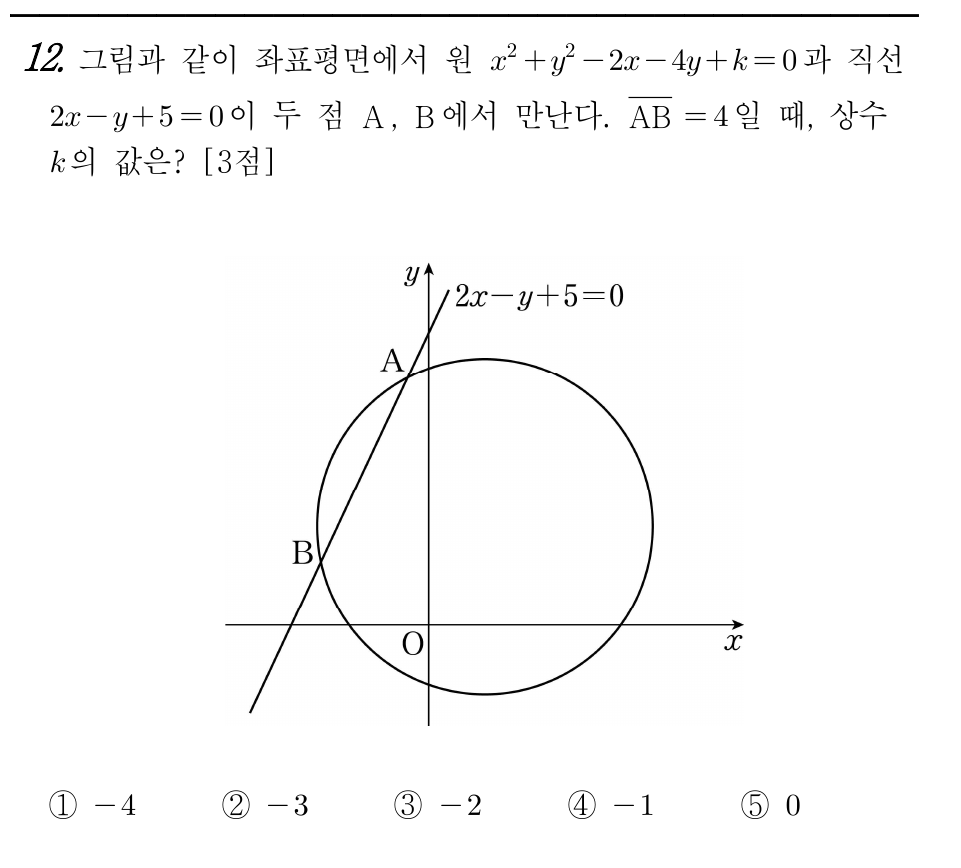 12. 그림과 같이 좌표평면에서 원 x²+y²−2x−4y+k=0과 직선
2x−y+5=0이 두 점 A, B에서 만난다. A̅B̅=4일 때, 상수
k의 값은? [3점]
y
2x−y+5=0
A
B
O
x
① −4 ② −3 ③ −2 ④ −1 ⑤ 0